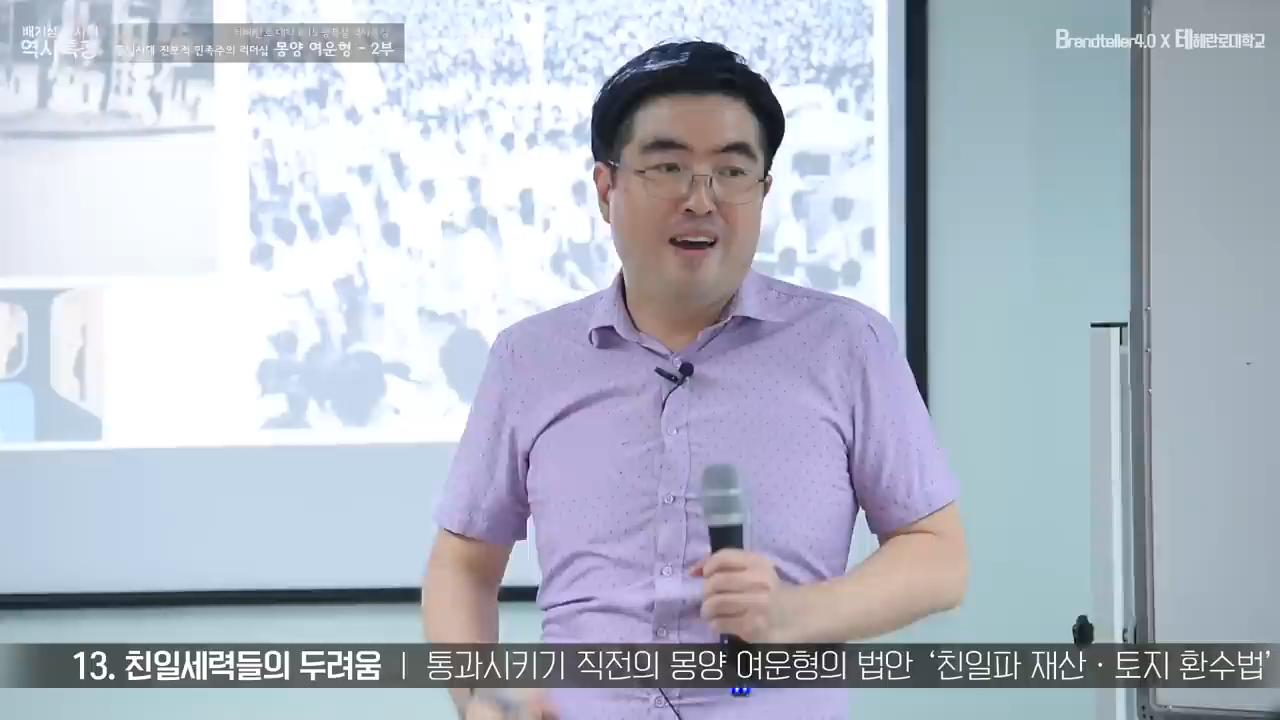 역사특강
몽양 여운형 - 2부
Brandteller4.0 X 테헤란로대학교
13. 친일세력들의 두려움 | 통과시키기 직전의 몽양 여운형의 법안 ‘친일파 재산 · 토지 환수법’